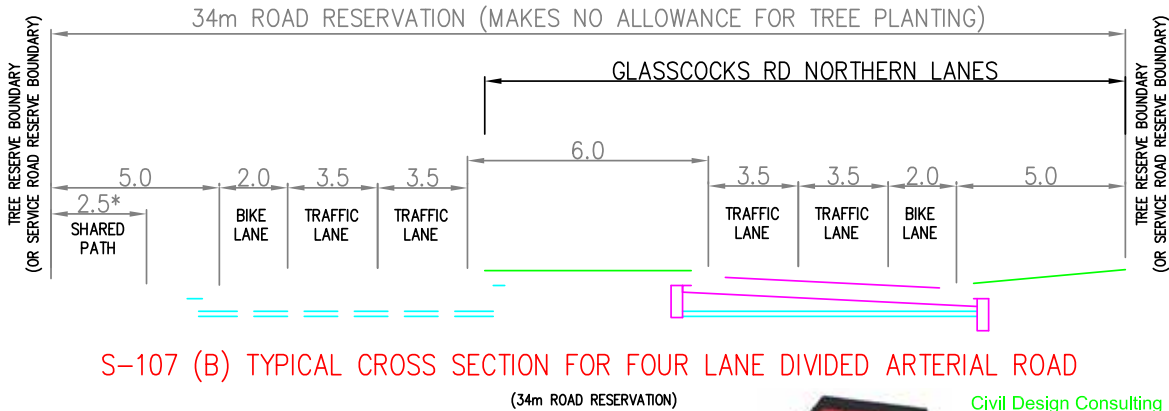 34m ROAD RESERVATION (MAKES NO ALLOWANCE FOR TREE PLANTING)
TREE RESERVE BOUNDARY
(OR SERVICE ROAD RESERVE BOUNDARY)
GLASSCOCKS RD NORTHERN LANES
TREE RESERVE BOUNDARY
(OR SERVICE ROAD RESERVE BOUNDARY)
6.0
5.0
2.0
3.5
3.5
3.5
3.5
2.0
5.0
2.5*
SHARED
PATH
BIKE
LANE
TRAFFIC
LANE
TRAFFIC
LANE
TRAFFIC
LANE
TRAFFIC
LANE
BIKE
LANE
S-107 (B) TYPICAL CROSS SECTION FOR FOUR LANE DIVIDED ARTERIAL ROAD
(34m ROAD RESERVATION)
Civil Design Consulting